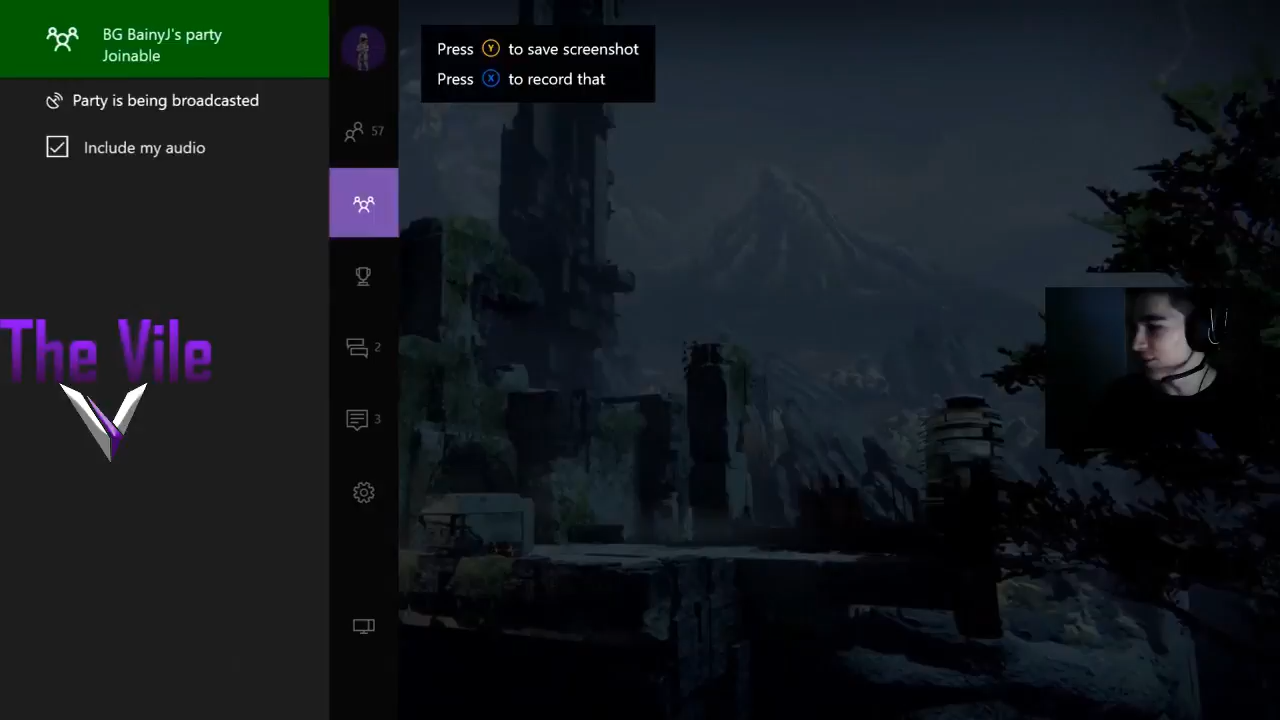 BG BainyJ's party
Joinable
Party is being broadcasted
Include my audio
57
2
3
Press Y to save screenshot
Press X to record that
The Vile